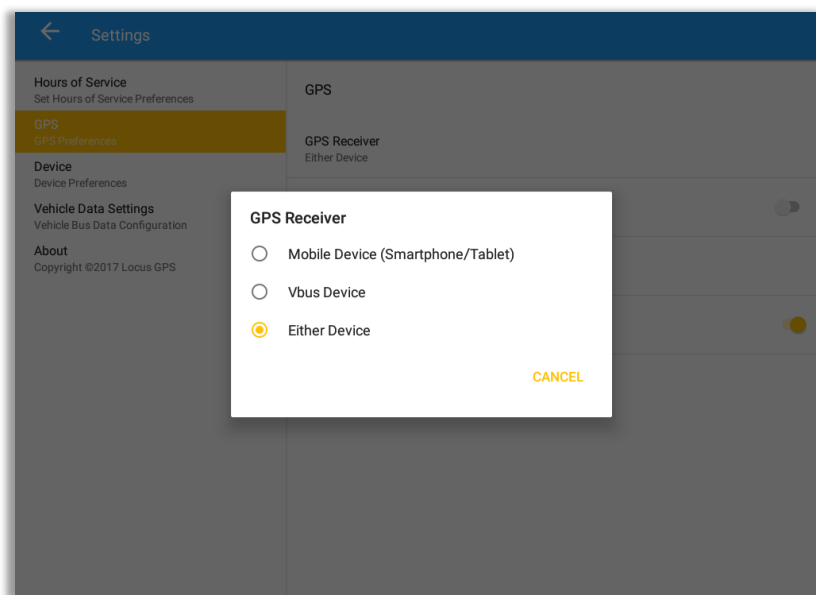 Settings
Hours of Service
Set Hours of Service Preferences
GPS
GPS Preferences
Device
Device Preferences
Vehicle Data Settings
Vehicle Bus Data Configuration
About
Copyright ©2017 Locus GPS
GPS
GPS Receiver
Either Device
GPS Receiver
Mobile Device (Smartphone/Tablet)
Vbus Device
Either Device
CANCEL